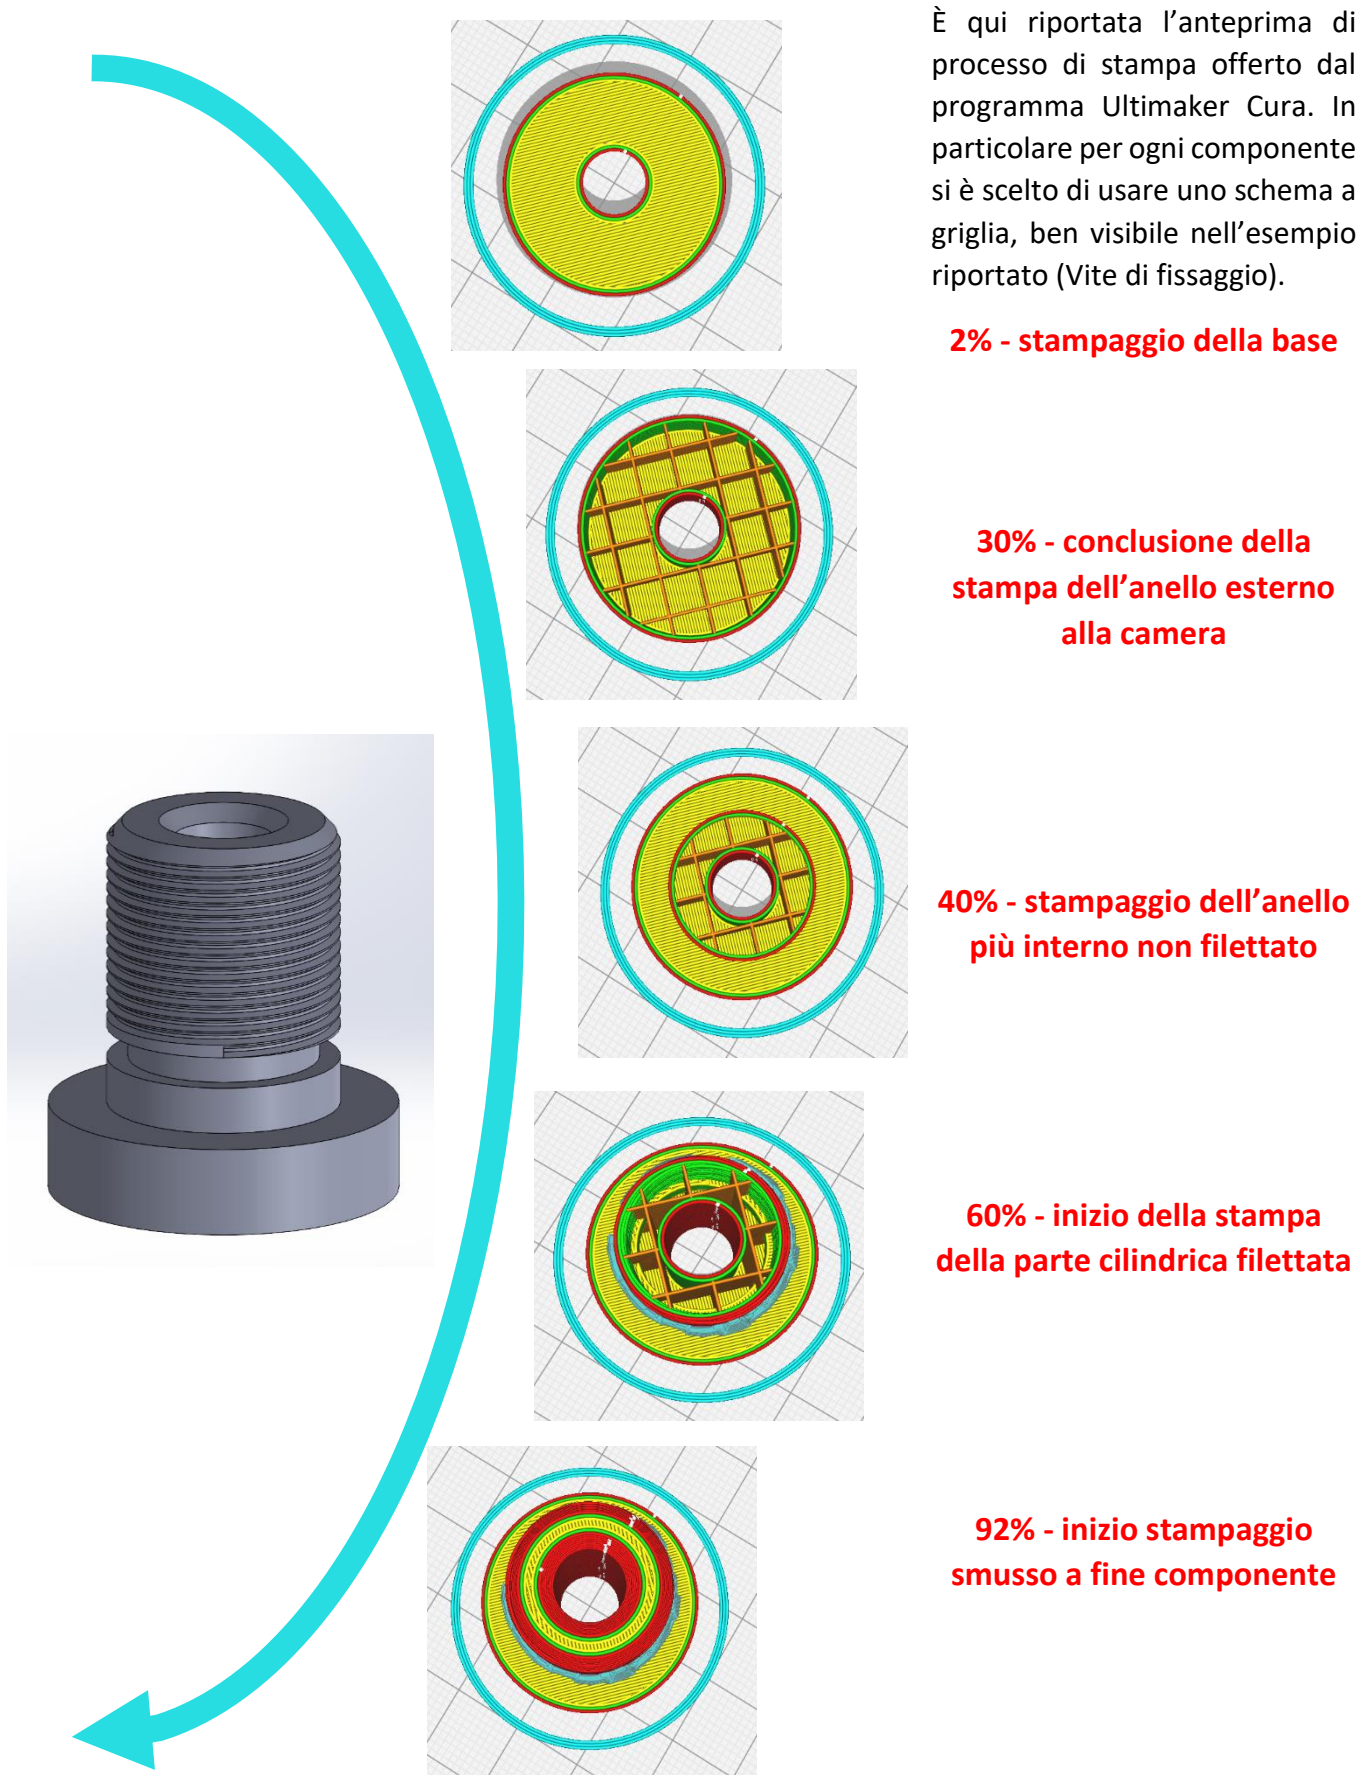 È qui riportata l’anteprima di
processo di stampa offerto dal
programma Ultimaker Cura. In
particolare per ogni componente
si è scelto di usare uno schema a
griglia, ben visibile nell’esempio
riportato (Vite di fissaggio).
2% - stampaggio della base
30% - conclusione della
stampa dell’anello esterno
alla camera
40% - stampaggio dell’anello
più interno non filettato
60% - inizio della stampa
della parte cilindrica filettata
92% - inizio stampaggio
smusso a fine componente